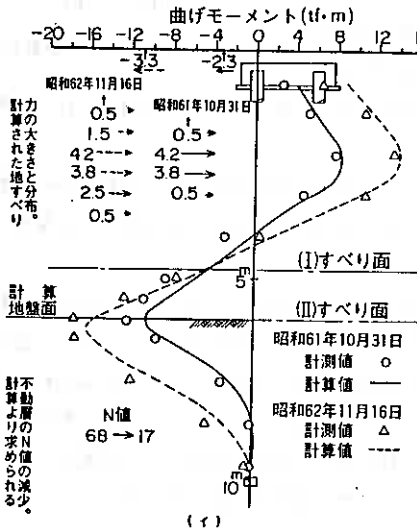 曲げモーメント(tf·m)
-20 -16 -12 -8 -4 0 4 8 12
-3.3 -2.3
昭和62年11月16日
t
0.5
1.5
4.2
3.8
2.5
0.5
昭和61年10月31日
t
0.5
4.2
3.8
0.5
計算された地すべり
力の大きさと分布。
(I)すべり面
m
5
計算
地盤面
(II)すべり面
昭和61年10月31日
計測値 ○
計算値
昭和62年11月16日
計測値 △
計算値
N値
68→17
不動層のN値の減少。
計算より求められる
m
10
(イ)